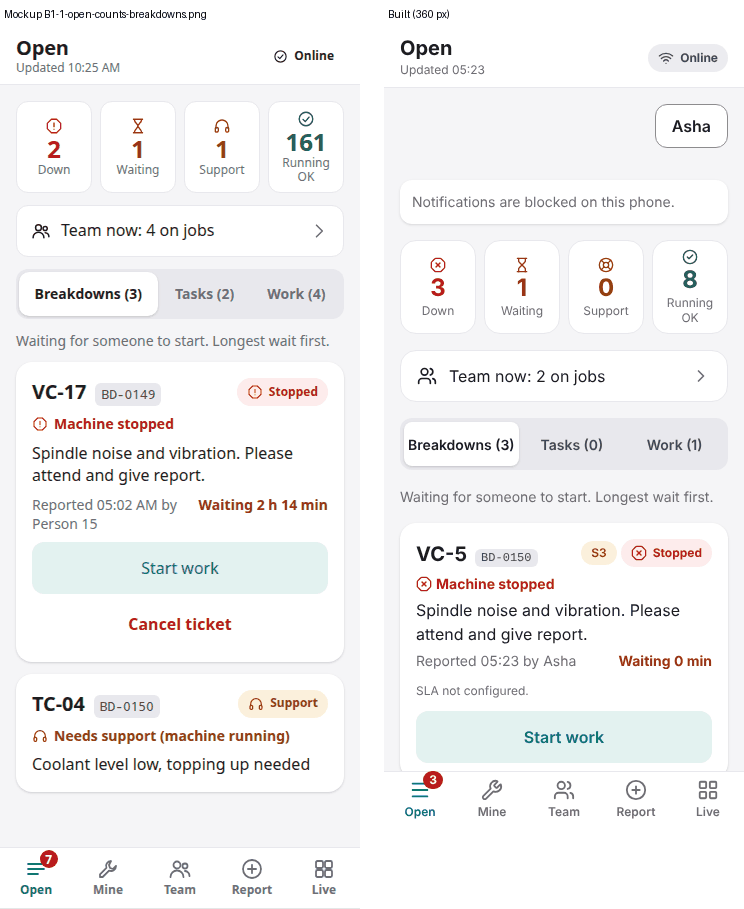 Mockup B1-1-open-counts-breakdowns.png
Open
Updated 10:25 AM
Online
2
Down
1
Waiting
1
Support
161
Running
OK
Team now: 4 on jobs
Breakdowns (3)
Tasks (2)
Work (4)
Waiting for someone to start. Longest wait first.
VC-17
BD-0149
Stopped
Machine stopped
Spindle noise and vibration. Please
attend and give report.
Reported 05:02 AM by
Person 15
Waiting 2 h 14 min
Start work
Cancel ticket
TC-04
BD-0150
Support
Needs support (machine running)
Coolant level low, topping up needed
7
Open
Mine
Team
Report
Live
Built (360 px)
Open
Updated 05:23
Online
Asha
Notifications are blocked on this phone.
3
Down
1
Waiting
0
Support
8
Running
OK
Team now: 2 on jobs
Breakdowns (3)
Tasks (0)
Work (1)
Waiting for someone to start. Longest wait first.
VC-5
BD-0150
S3
Stopped
Machine stopped
Spindle noise and vibration. Please
attend and give report.
Reported 05:23 by Asha
Waiting 0 min
SLA not configured.
Start work
3
Open
Mine
Team
Report
Live